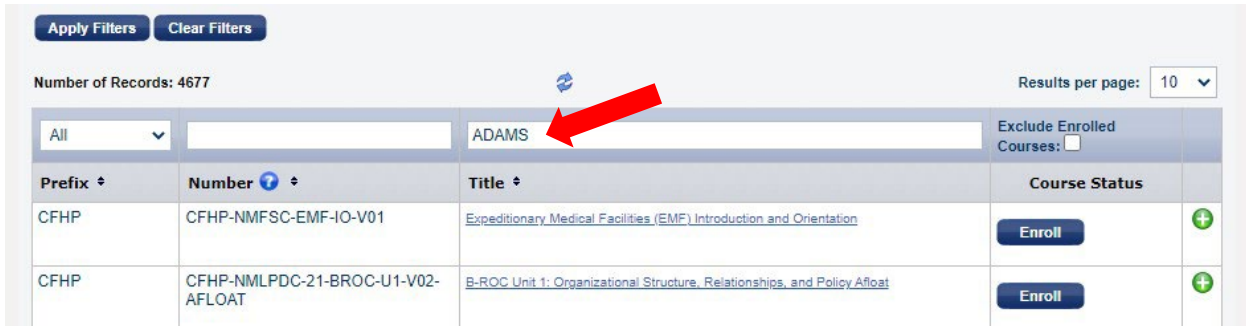 Apply Filters Clear Filters
Number of Records: 4677 Results per page: 10
All ADAMS Exclude Enrolled
Courses:
Prefix Number Title Course Status
CFHP CFHP-NMFSC-EMF-IO-V01 Expeditionary Medical Facilities (EMF) Introduction and Orientation Enroll
CFHP CFHP-NMLPDC-21-BROC-U1-V02-
AFLOAT B-ROC Unit 1: Organizational Structure, Relationships, and Policy Afloat Enroll